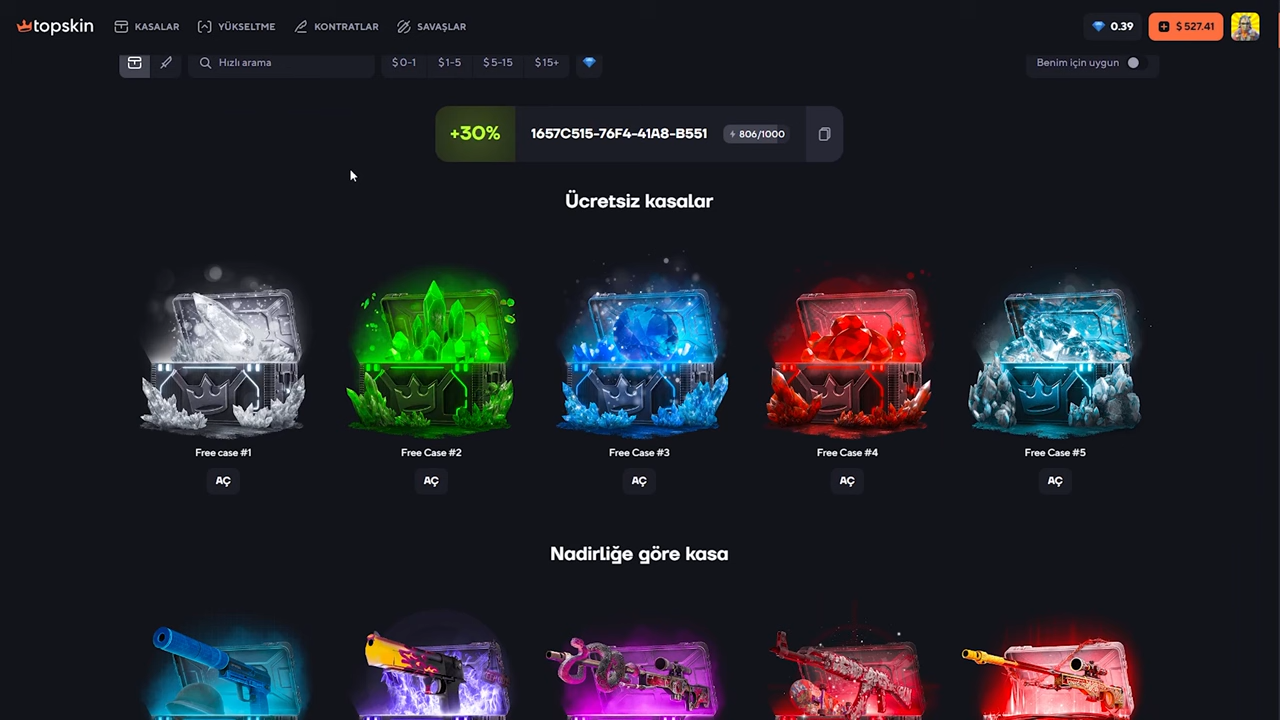 topskin
KASALAR
YÜKSELTME
KONTRATLAR
SAVAŞLAR
0.39
$ 527.41
Hızlı arama
$ 0-1
$ 1-5
$ 5-15
$ 15+
Benim için uygun
+30%
1657C515-76F4-41A8-B551
806/1000
Ücretsiz kasalar
Free case #1
Free Case #2
Free Case #3
Free Case #4
Free Case #5
AÇ
AÇ
AÇ
AÇ
AÇ
Nadirliğe göre kasa